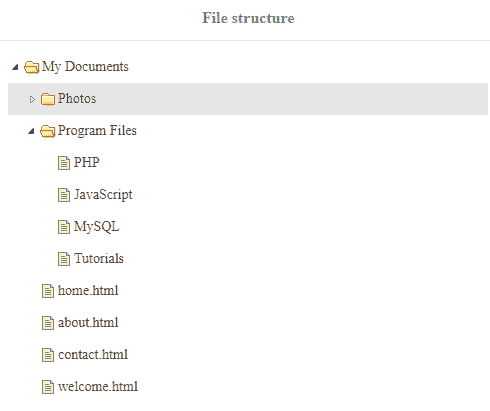 File structure
My Documents
Photos
Program Files
PHP
JavaScript
MySQL
Tutorials
home.html
about.html
contact.html
welcome.html